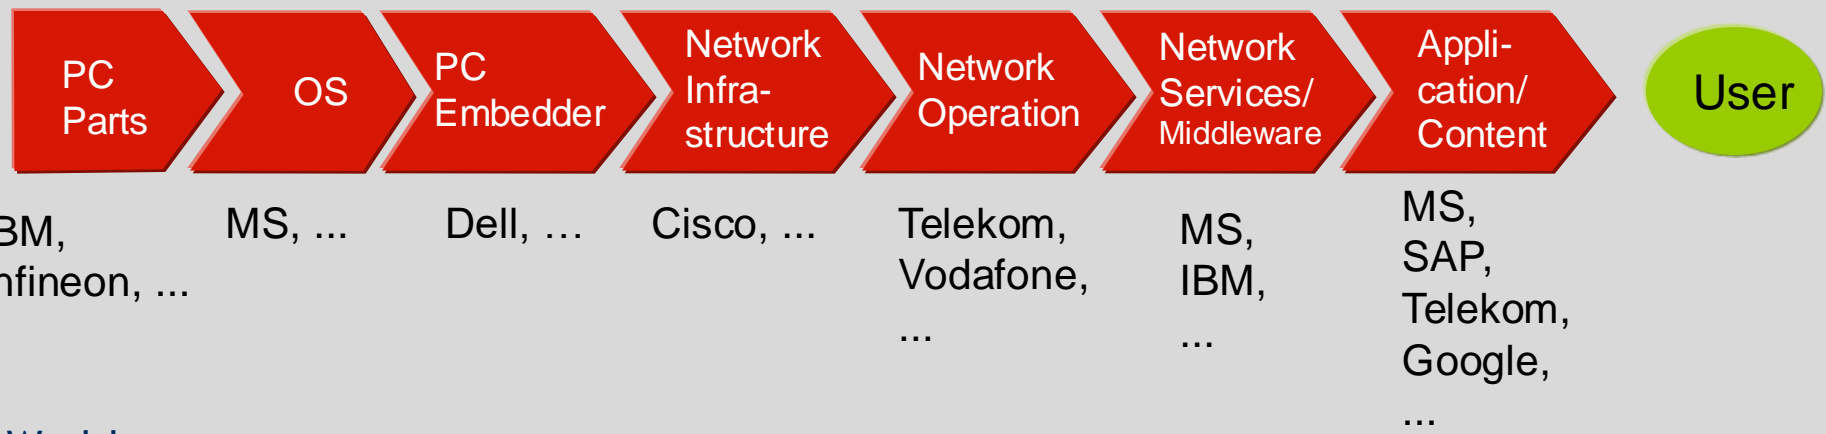 PC
Parts
OS
PC
Embedder
Network
Infra-
structure
Network
Operation
Network
Services/
Middleware
Appli-
cation/
Content
User
BM,
nfineon, ...
MS, ...
Dell, …
Cisco, ...
Telekom,
Vodafone,
...
MS,
IBM,
...
MS,
SAP,
Telekom,
Google,
...